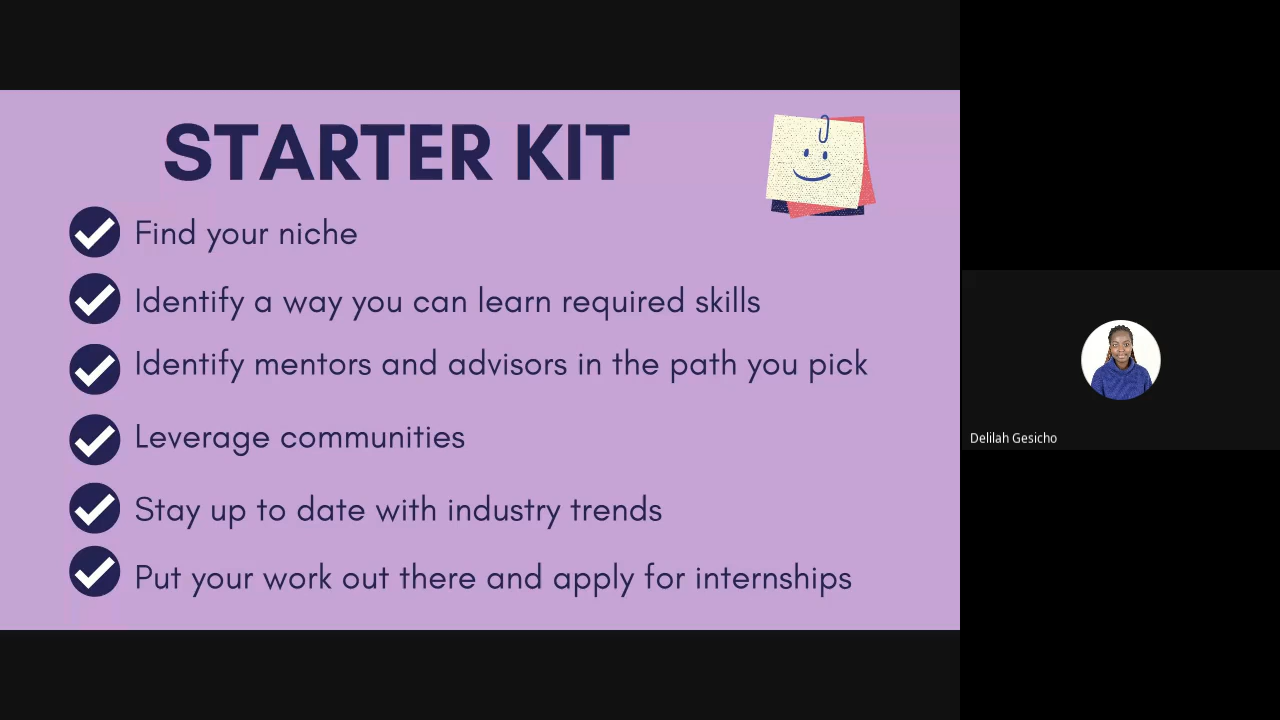 STARTER KIT
Find your niche
Identify a way you can learn required skills
Identify mentors and advisors in the path you pick
Leverage communities
Stay up to date with industry trends
Put your work out there and apply for internships
Delilah Gesicho